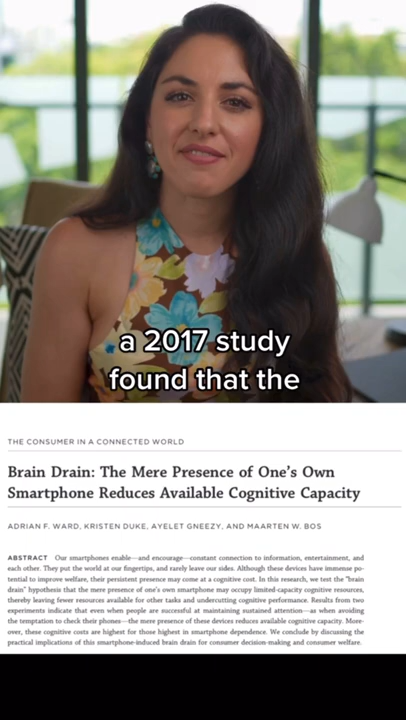 a 2017 study
found that the
THE CONSUMER IN A CONNECTED WORLD
Brain Drain: The Mere Presence of One's Own
Smartphone Reduces Available Cognitive Capacity
ADRIAN F. WARD, KRISTEN DUKE, AYELET GNEEZY, AND MAARTEN W. BOS
ABSTRACT Our smartphones enable—and encourage—constant connection to information, entertainment, and
each other. They put the world at our fingertips, and rarely leave our sides. Although these devices have immense po-
tential to improve welfare, their persistent presence may come at a cognitive cost. In this research, we test the "brain
drain" hypothesis that the mere presence of one's own smartphone may occupy limited-capacity cognitive resources,
thereby leaving fewer resources available for other tasks and undercutting cognitive performance. Results from two
experiments indicate that even when people are successful at maintaining sustained attention—as when avoiding
the temptation to check their phones—the mere presence of these devices reduces available cognitive capacity. More-
over, these cognitive costs are highest for those highest in smartphone dependence. We conclude by discussing the
practical implications of this smartphone-induced brain drain for consumer decision-making and consumer welfare.